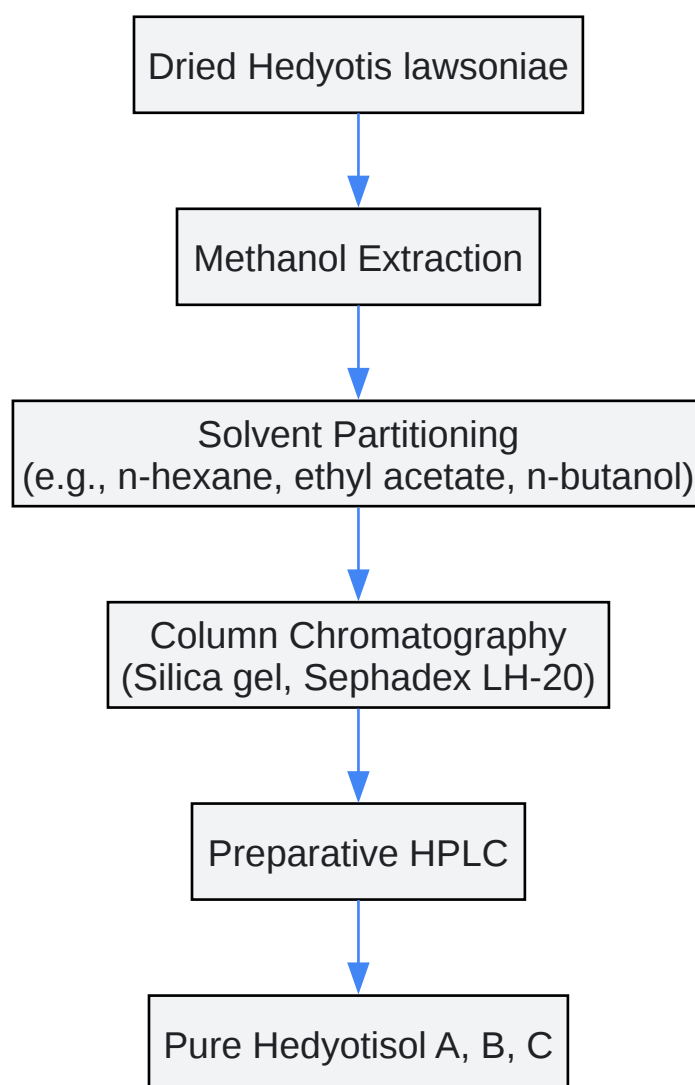 Dried Hedyotis lawsoniae
Methanol Extraction
Solvent Partitioning
(e.g., n-hexane, ethyl acetate, n-butanol)
Column Chromatography
(Silica gel, Sephadex LH-20)
Preparative HPLC
Pure Hedyotisol A, B, C